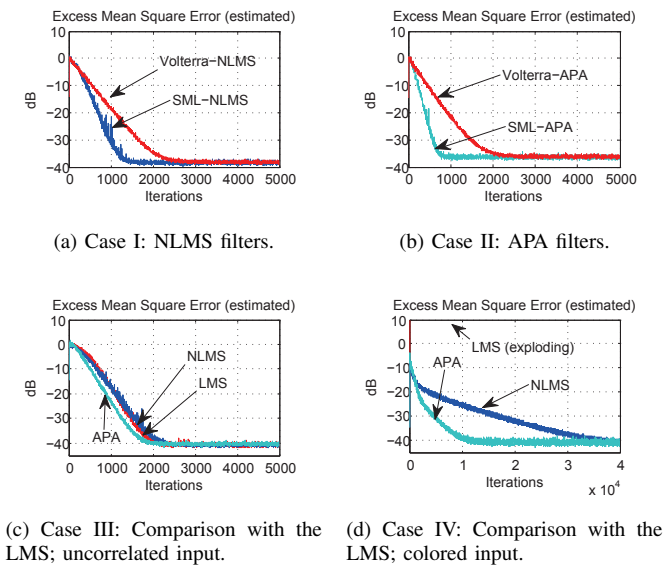 Excess Mean Square Error (estimated)
10
0
−10
−20
−30
−40
dB
Volterra−NLMS
SML−NLMS
0 1000 2000 3000 4000 5000
Iterations
(a) Case I: NLMS filters.
Excess Mean Square Error (estimated)
10
0
−10
−20
−30
−40
dB
Volterra−APA
SML−APA
0 1000 2000 3000 4000 5000
Iterations
(b) Case II: APA filters.
Excess Mean Square Error (estimated)
10
0
−10
−20
−30
−40
dB
NLMS
LMS
APA
0 1000 2000 3000 4000 5000
Iterations
(c) Case III: Comparison with the
LMS; uncorrelated input.
Excess Mean Square Error (estimated)
10
0
−10
−20
−30
−40
dB
LMS (exploding)
APA
NLMS
0 1 2 3 4
Iterations
x 10⁴
(d) Case IV: Comparison with the
LMS; colored input.